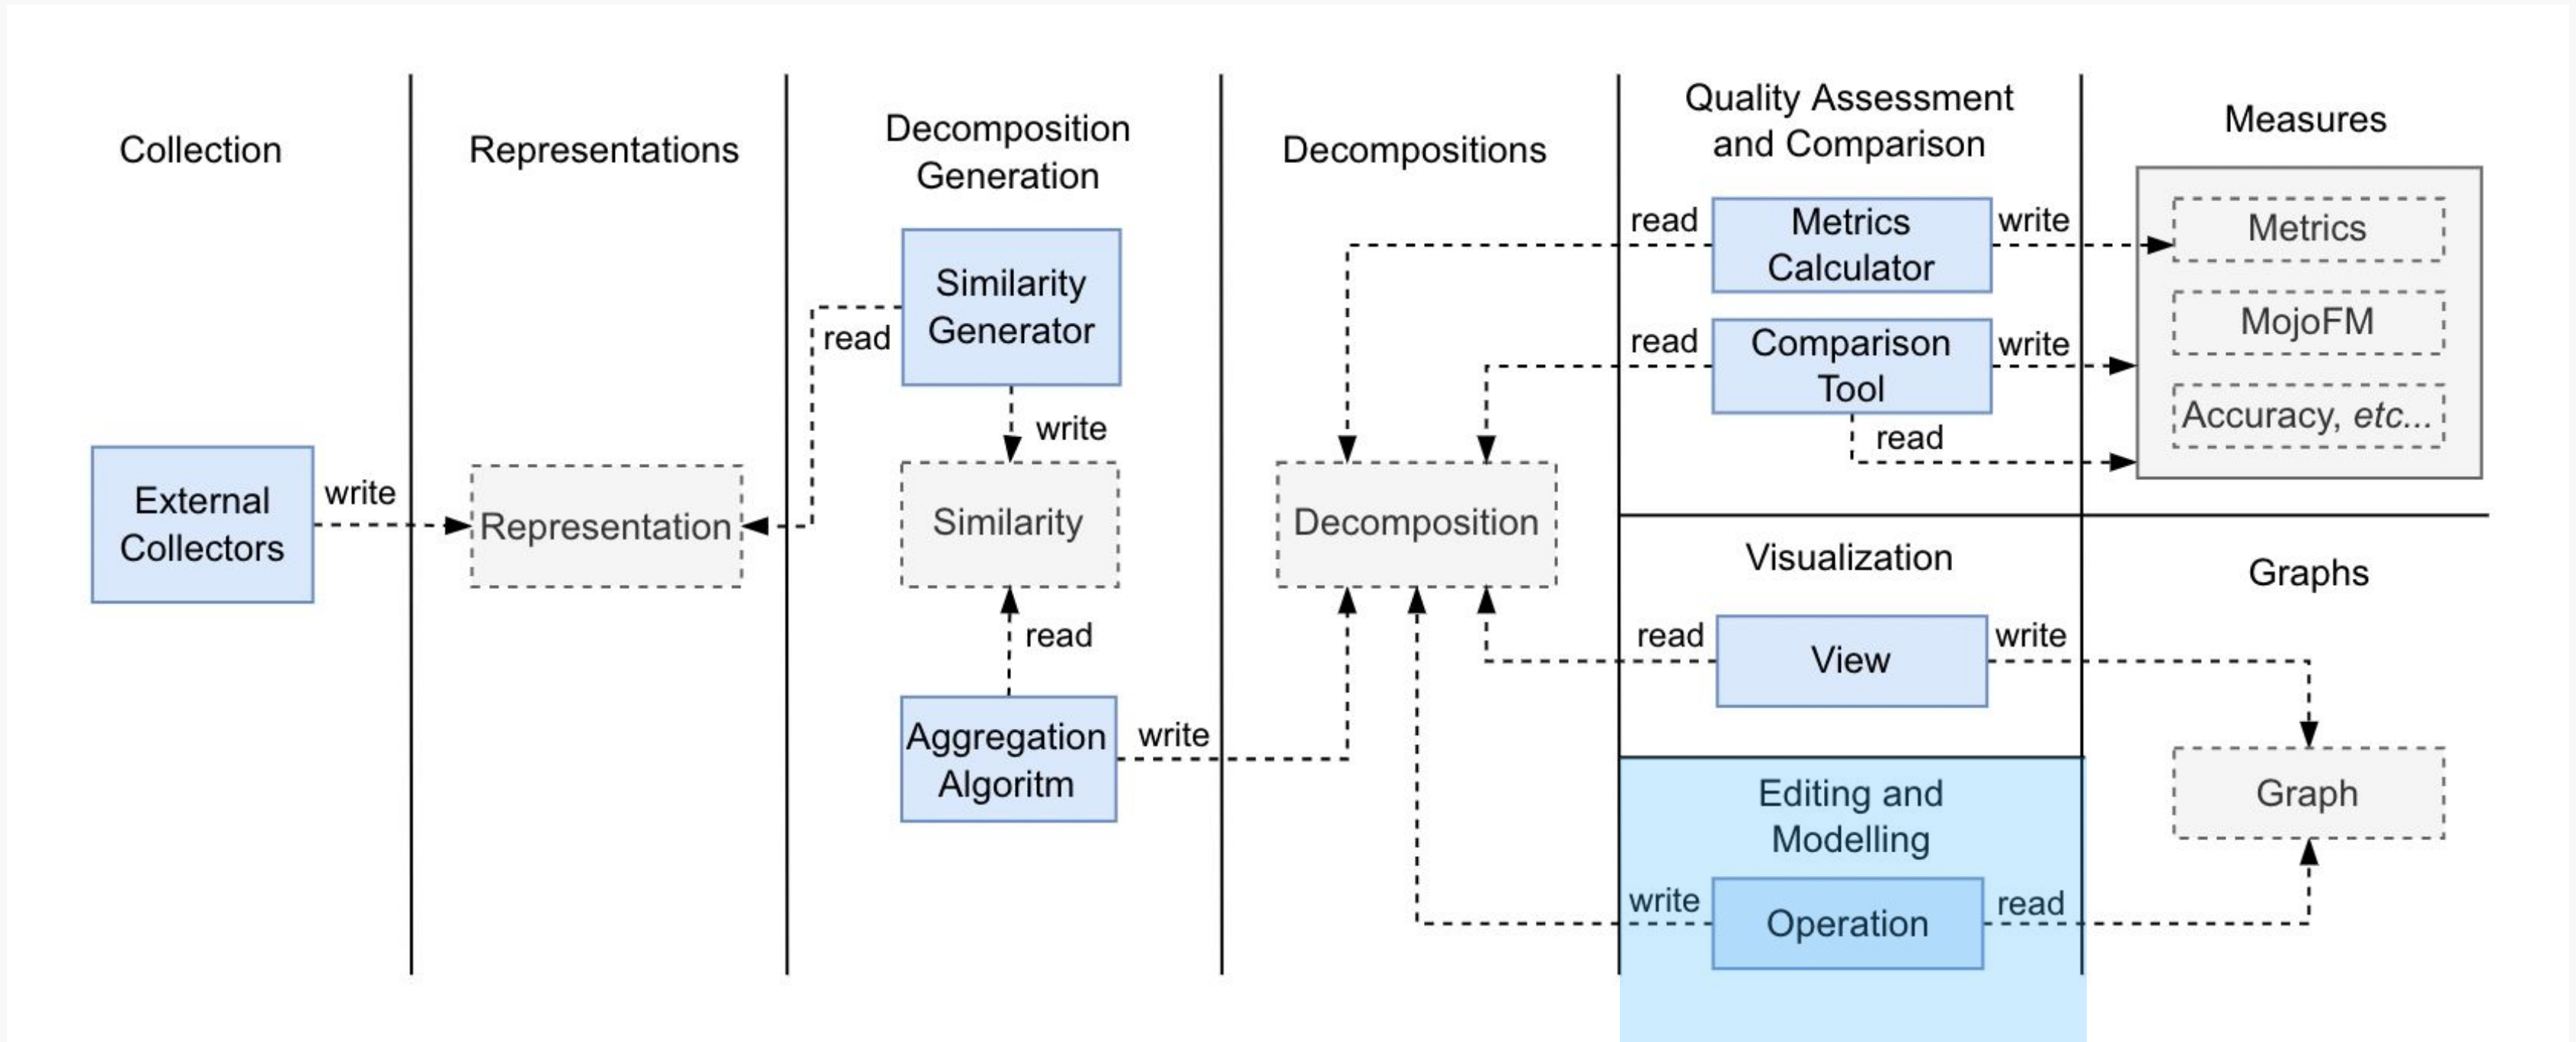 Collection
External
Collectors
write
Representations
Representation
Decomposition
Generation
Similarity
Generator
read
write
Similarity
read
Aggregation
Algoritm
write
Decompositions
Decomposition
Quality Assessment
and Comparison
read
Metrics
Calculator
write
read
Comparison
Tool
write
read
Measures
Metrics
MojoFM
Accuracy, etc...
Visualization
read
View
write
Graphs
Graph
Editing and
Modelling
write
Operation
read